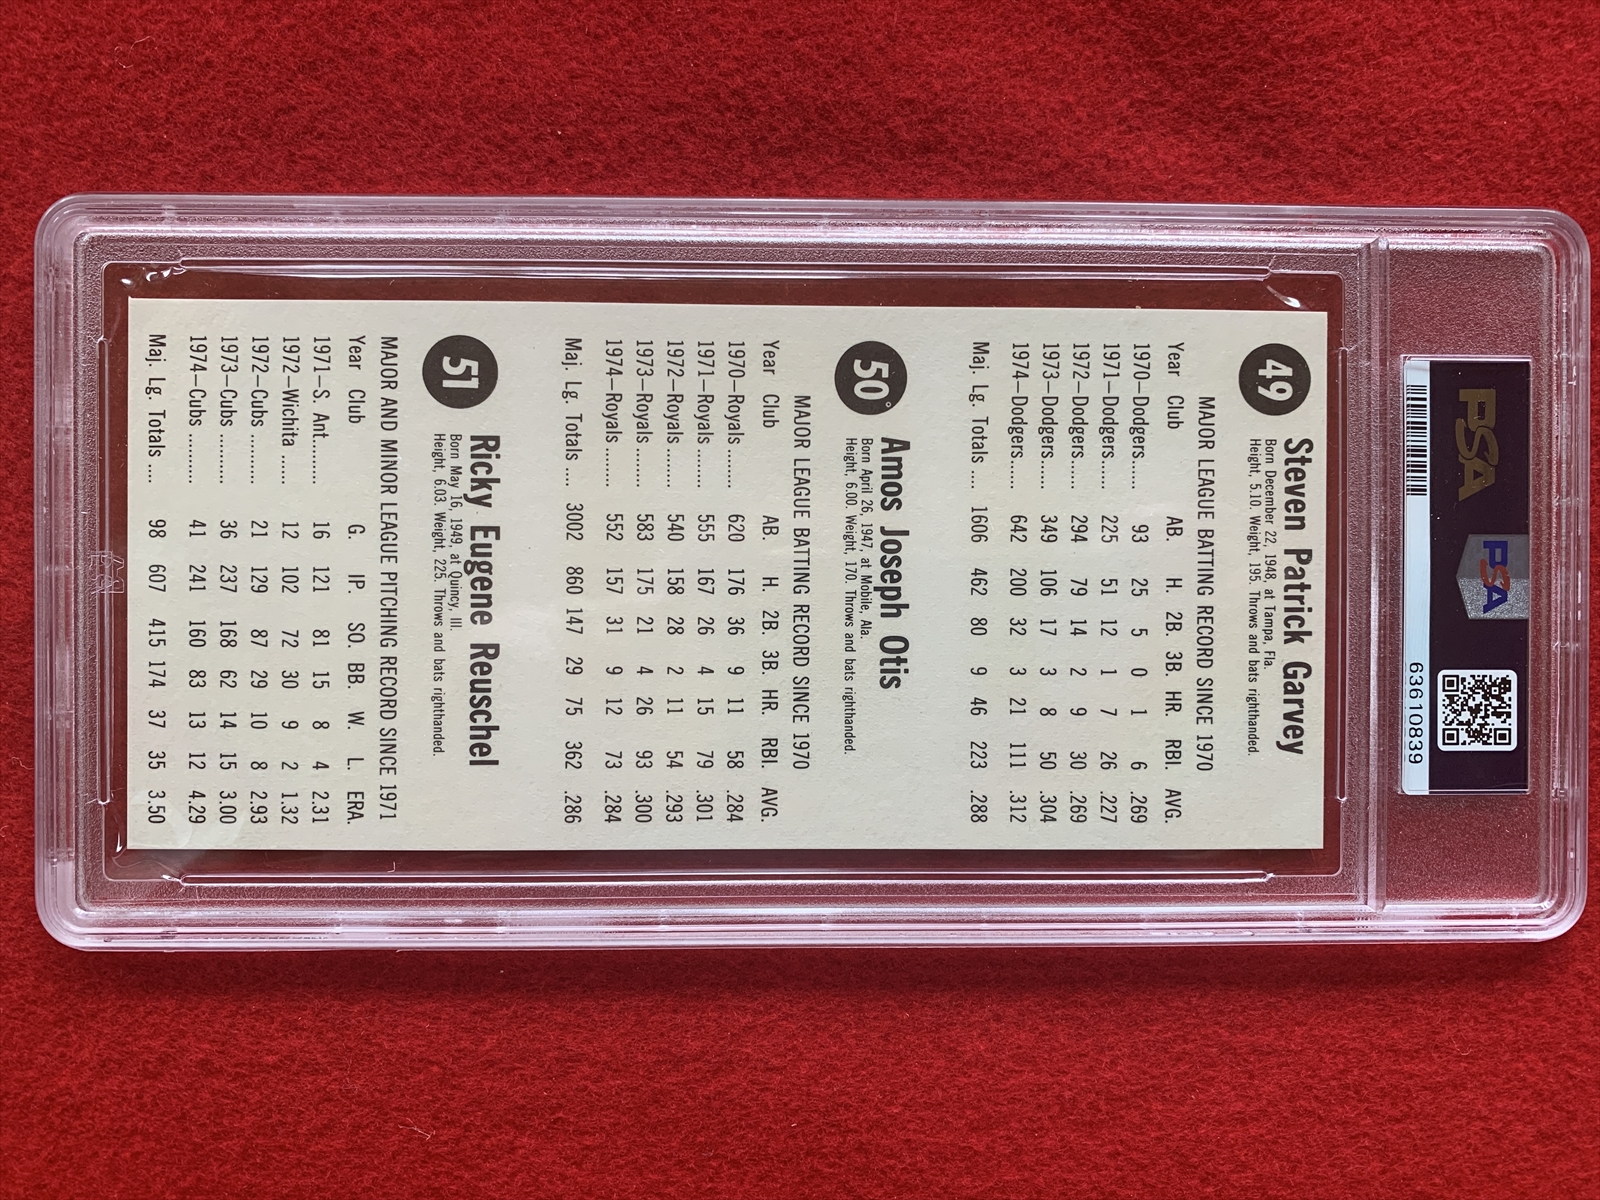 PSA
PSA
63610839
49 Steven Patrick Garvey
Born December 22, 1948, at Tampa, Fla.
Height, 5.10. Weight, 195. Throws and bats righthanded.
MAJOR LEAGUE BATTING RECORD SINCE 1970
Year Club AB. H. 2B. 3B. HR. RBI. AVG.
1970—Dodgers...... 93 25 5 0 1 6 .269
1971—Dodgers...... 225 51 12 1 7 26 .227
1972—Dodgers...... 294 79 14 2 9 30 .269
1973—Dodgers...... 349 106 17 3 8 50 .304
1974—Dodgers...... 642 200 32 3 21 111 .312
Maj. Lg. Totals .... 1606 462 80 9 46 223 .288
50 Amos Joseph Otis
Born April 26, 1947, at Mobile, Ala.
Height, 6.00. Weight, 170. Throws and bats righthanded.
MAJOR LEAGUE BATTING RECORD SINCE 1970
Year Club AB. H. 2B. 3B. HR. RBI. AVG.
1970—Royals ........ 620 176 36 9 11 58 .284
1971—Royals ........ 555 167 26 4 15 79 .301
1972—Royals ........ 540 158 28 2 11 54 .293
1973—Royals ........ 583 175 21 4 26 93 .300
1974—Royals ........ 552 157 31 9 12 73 .284
Maj. Lg. Totals .... 3002 860 147 29 75 362 .286
51 Ricky Eugene Reuschel
Born May 16, 1949, at Quincy, Ill.
Height, 6.03. Weight, 225. Throws and bats righthanded.
MAJOR AND MINOR LEAGUE PITCHING RECORD SINCE 1971
Year Club G. IP. SO. BB. W. L. ERA.
1971—S. Ant......... 16 121 81 15 8 4 2.31
1972—Wichita ...... 12 102 72 30 9 2 1.32
1972—Cubs .......... 21 129 87 29 10 8 2.93
1973—Cubs .......... 36 237 168 62 14 15 3.00
1974—Cubs .......... 41 241 160 83 13 12 4.29
Maj. Lg. Totals .... 98 607 415 174 37 35 3.50